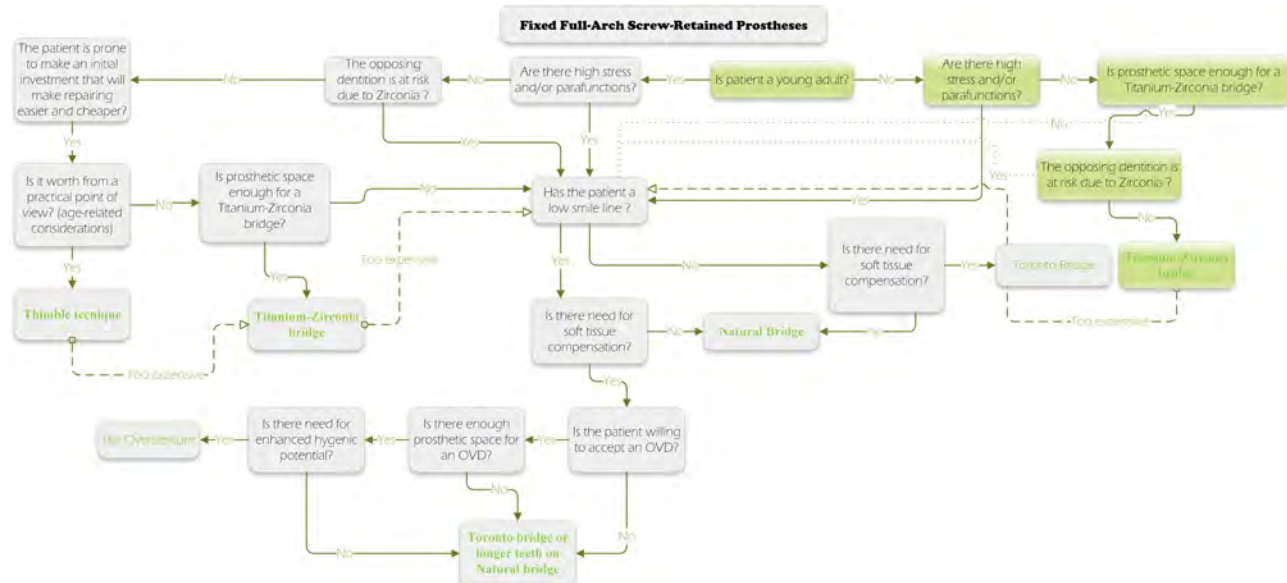 Fixed Full-Arch Screw-Retained Prostheses
The patient is prone
to make an initial
investment that will
make repairing
easier and cheaper?
No
The opposing
dentition is at risk
due to Zirconia ?
No
Are there high stress
and/or parafunctions?
Yes
Is patient a young adult?
No
Are there high
stress and/or
parafunctions?
No
Is prosthetic space enough for a
Titanium-Zirconia bridge?
Yes
Yes
Yes
No
Yes
The opposing dentition is
at risk due to Zirconia ?
Yes
Is it worth from a
practical point of
view? (age-related
considerations)
No
Is prosthetic space
enough for a
Titanium-Zirconia
bridge?
No
Has the patient a
low smile line ?
Yes
No
Yes
Yes
Too expensive
Yes
No
Is there need for
soft tissue
compensation?
Yes
Toronto Bridge
Titanium-Zirconia
bridge
Thimble tecnique
Titanium-Zirconia
bridge
Is there need for
soft tissue
compensation?
No
Natural Bridge
no
Too expensive
Too expensive
Yes
Overdenture
Yes
Is there need for
enhanced hygenic
potential?
Yes
Is there enough
prosthetic space for
an OVD?
Yes
Is the patient willing
to accept an OVD?
No
No
No
Toronto-bridge or
longer teeth on
Natural bridge